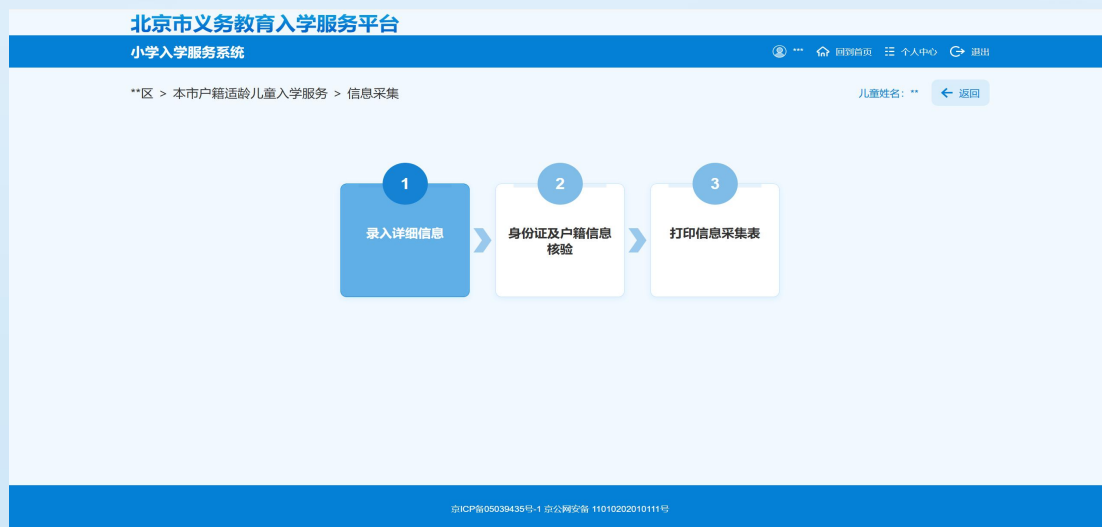 北京市义务教育入学服务平台
小学入学服务系统
*** 回到首页 个人中心 退出
**区 > 本市户籍适龄儿童入学服务 > 信息采集
儿童姓名：** 返回
1
录入详细信息
2
身份证及户籍信息
核验
3
打印信息采集表
京ICP备05039435号-1 京公网安备 11010202010111号